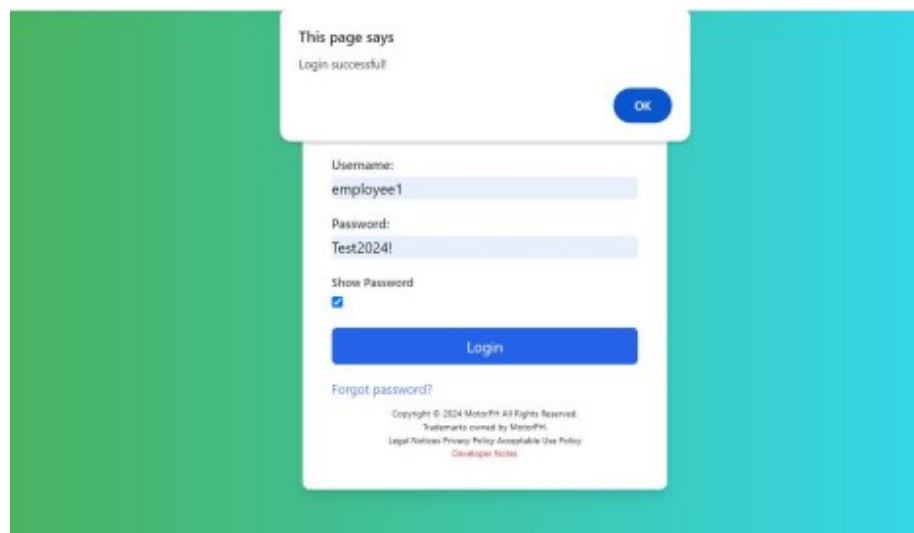 This page says
Login successful!
OK
Username:
employee1
Password:
Test2024!
Show Password
Login
Forgot password?
Copyright © 2024 MotorPH All Rights Reserved.
Trademarks owned by MotorPH.
Legal Notices Privacy Policy Acceptable Use Policy
Developer Notes